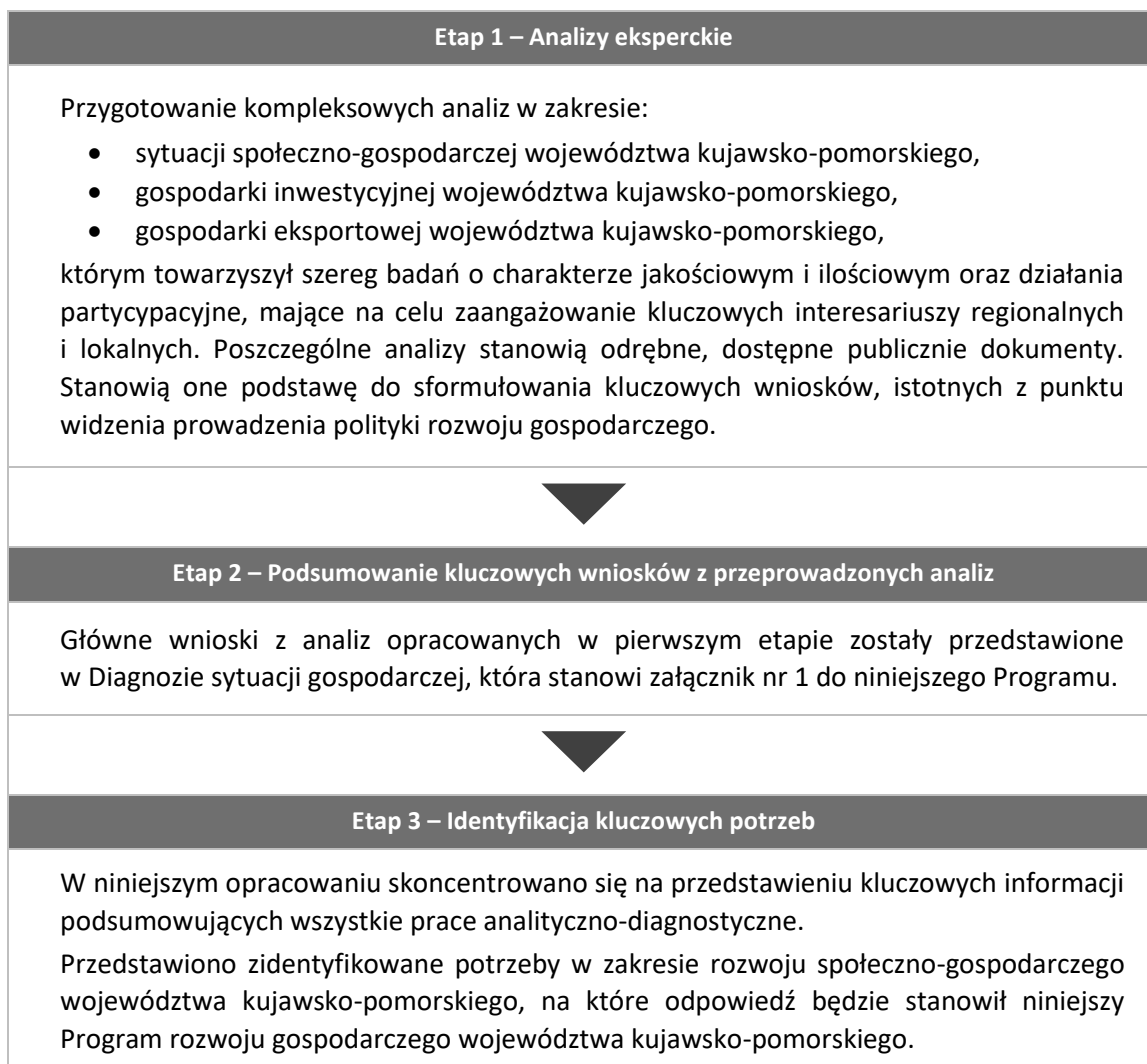 Etap 1 – Analizy eksperckie
Przygotowanie kompleksowych analiz w zakresie:
• sytuacji społeczno-gospodarczej województwa kujawsko-pomorskiego,
• gospodarki inwestycyjnej województwa kujawsko-pomorskiego,
• gospodarki eksportowej województwa kujawsko-pomorskiego,
którym towarzyszył szereg badań o charakterze jakościowym i ilościowym oraz działania
partycypacyjne, mające na celu zaangażowanie kluczowych interesariuszy regionalnych
i lokalnych. Poszczególne analizy stanowią odrębne, dostępne publicznie dokumenty.
Stanowią one podstawę do sformułowania kluczowych wniosków, istotnych z punktu
widzenia prowadzenia polityki rozwoju gospodarczego.
Etap 2 – Podsumowanie kluczowych wniosków z przeprowadzonych analiz
Główne wnioski z analiz opracowanych w pierwszym etapie zostały przedstawione
w Diagnozie sytuacji gospodarczej, która stanowi załącznik nr 1 do niniejszego Programu.
Etap 3 – Identyfikacja kluczowych potrzeb
W niniejszym opracowaniu skoncentrowano się na przedstawieniu kluczowych informacji
podsumowujących wszystkie prace analityczno-diagnostyczne.
Przedstawiono zidentyfikowane potrzeby w zakresie rozwoju społeczno-gospodarczego
województwa kujawsko-pomorskiego, na które odpowiedź będzie stanowił niniejszy
Program rozwoju gospodarczego województwa kujawsko-pomorskiego.